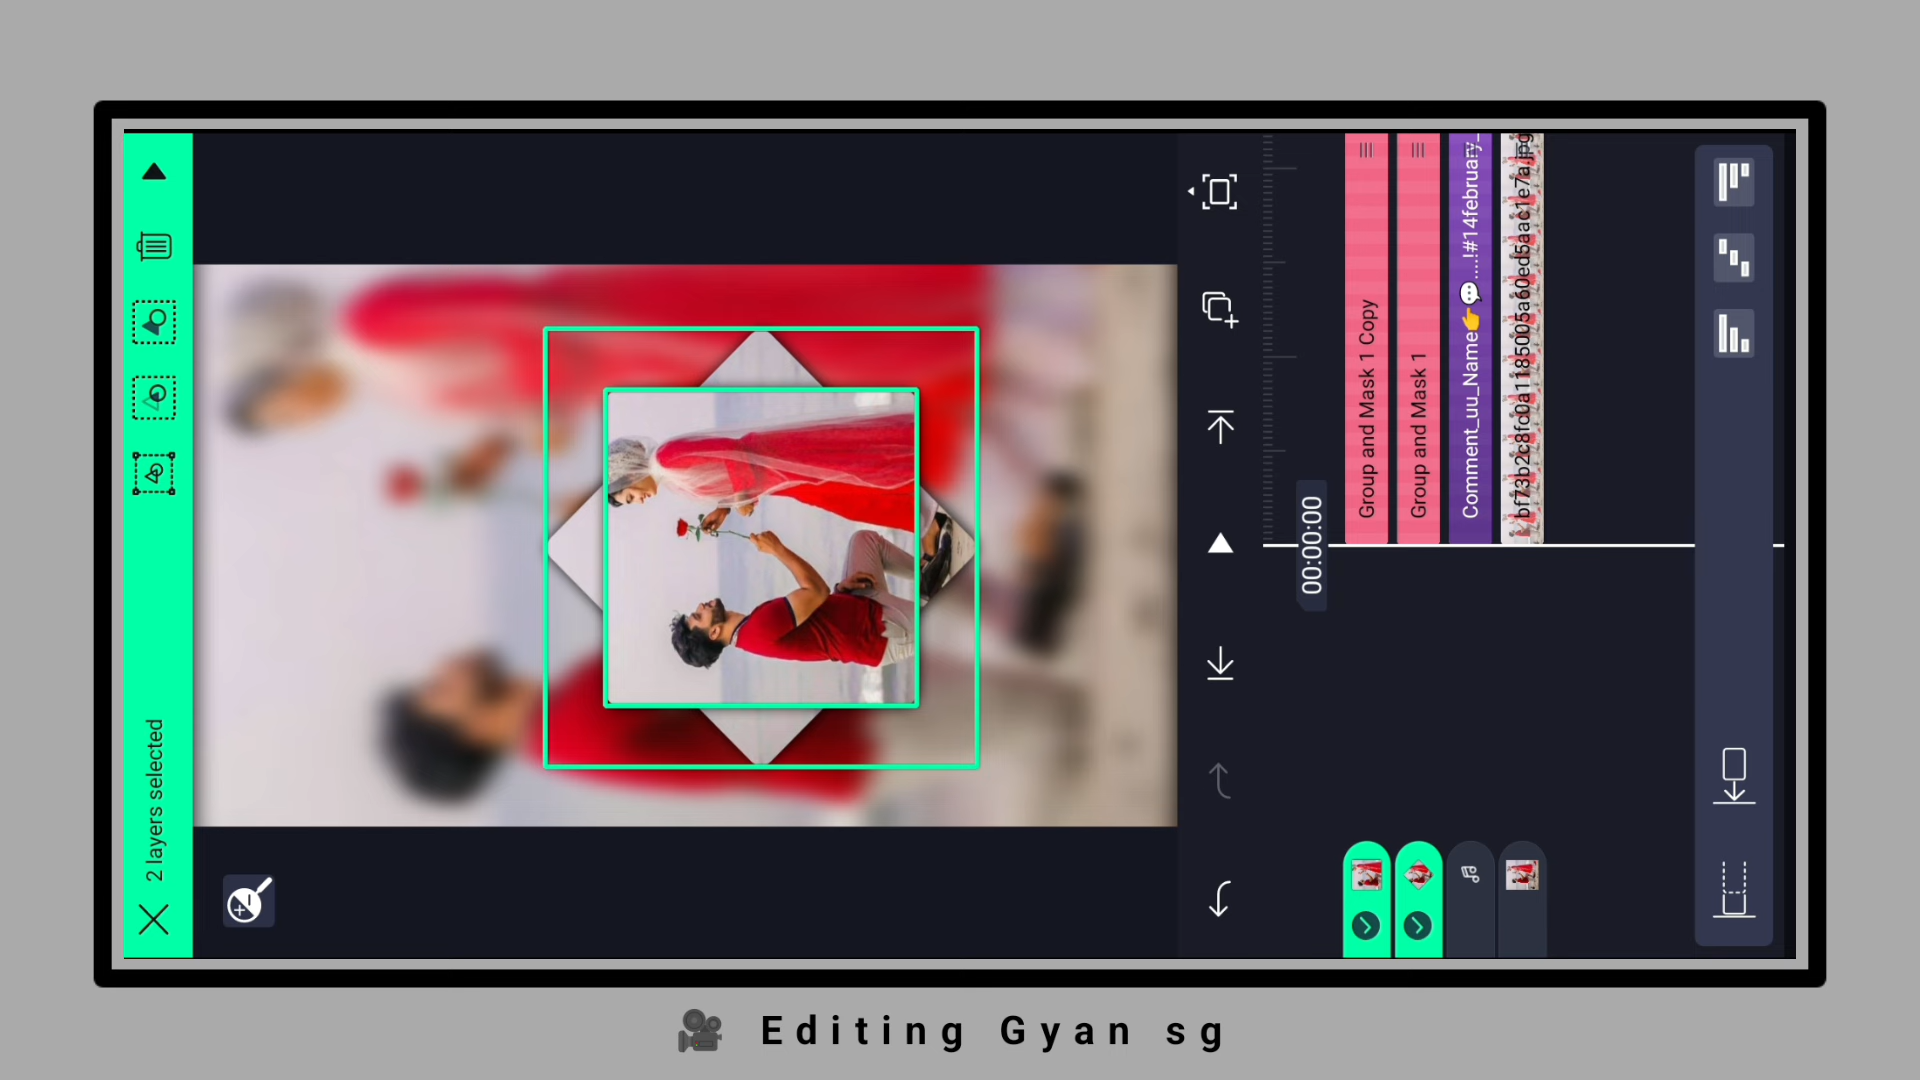 2 layers selected
00:00:00
Group and Mask 1 Copy
Group and Mask 1
Comment_uu_Name👉💬....!#14february_
bf73b2c8fc0a1185005a60ed5aac1e7a.jpg
🎥 Editing Gyan sg